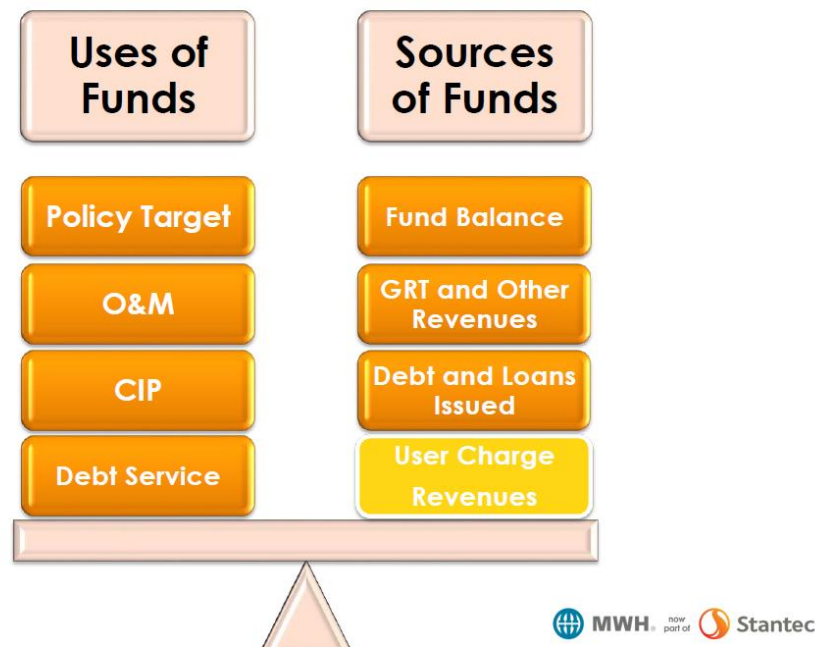 Uses of
Funds
Sources
of Funds
Policy Target
O&M
CIP
Debt Service
Fund Balance
GRT and Other
Revenues
Debt and Loans
Issued
User Charge
Revenues
MWH® now part of Stantec